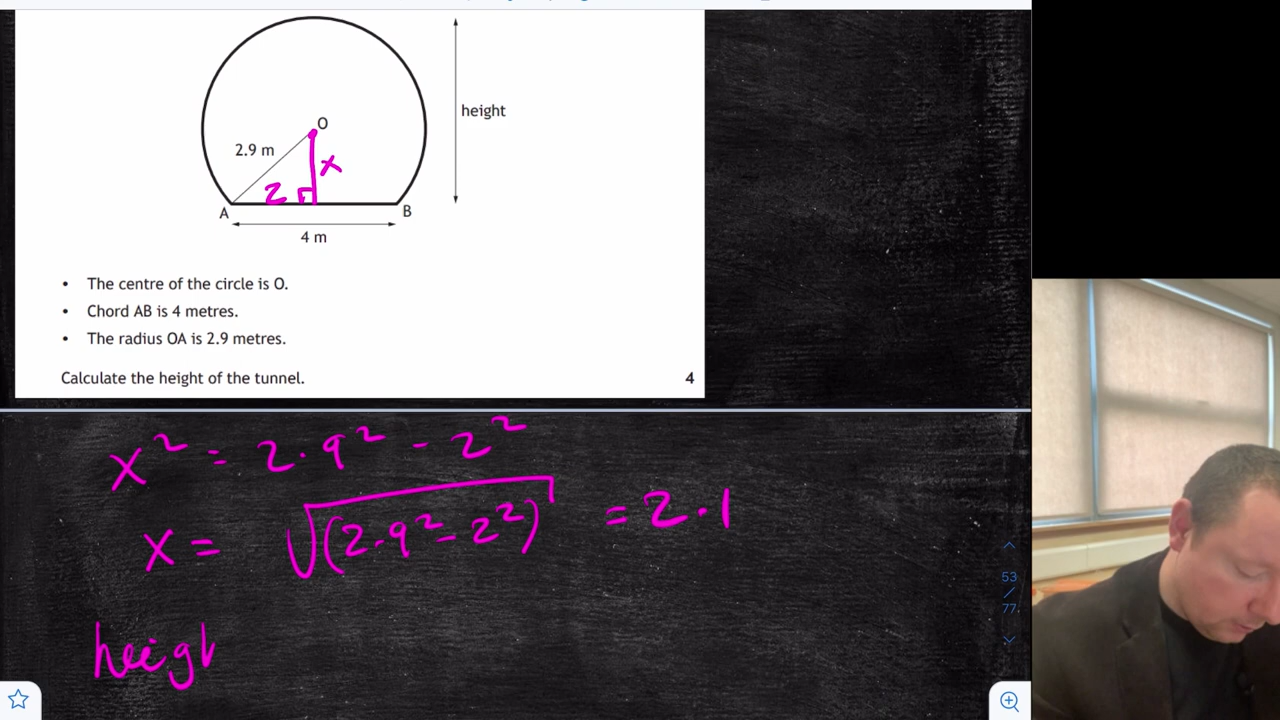 height
O
2.9 m
x
2
A
B
4 m
• The centre of the circle is O.
• Chord AB is 4 metres.
• The radius OA is 2.9 metres.
Calculate the height of the tunnel. 4
x² = 2·9² - 2²
x = √(2·9² - 2²) = 2·1
heigh
53
/
77